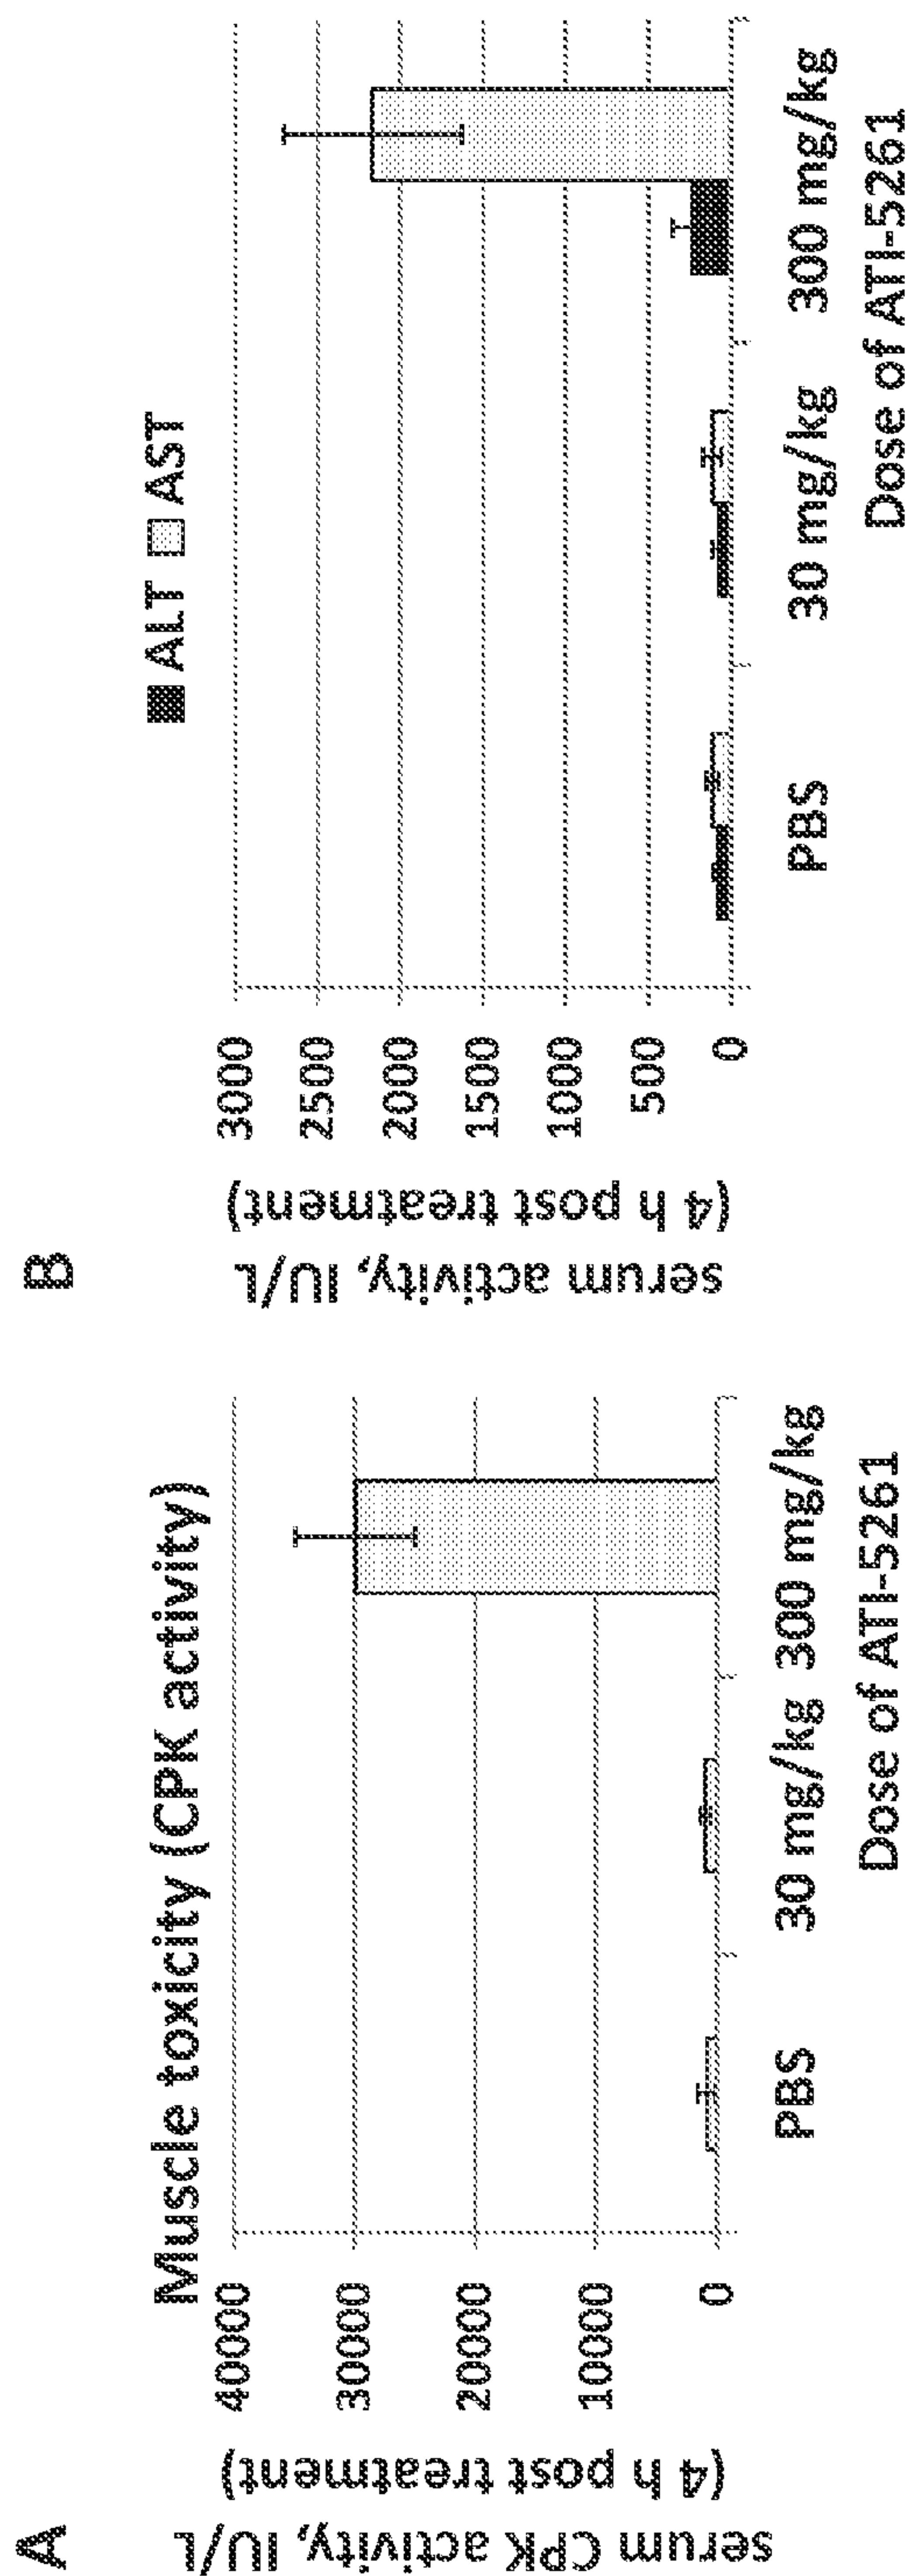 A
Muscle toxicity (CPK activity)
serum CPK activity, IU/L
(4 h post treatment)
40000
30000
20000
10000
0
PBS
30 mg/kg
300 mg/kg
Dose of ATI-5261
B
ALT
AST
serum activity, IU/L
(4 h post treatment)
3000
2500
2000
1500
1000
500
0
PBS
30 mg/kg
300 mg/kg
Dose of ATI-5261